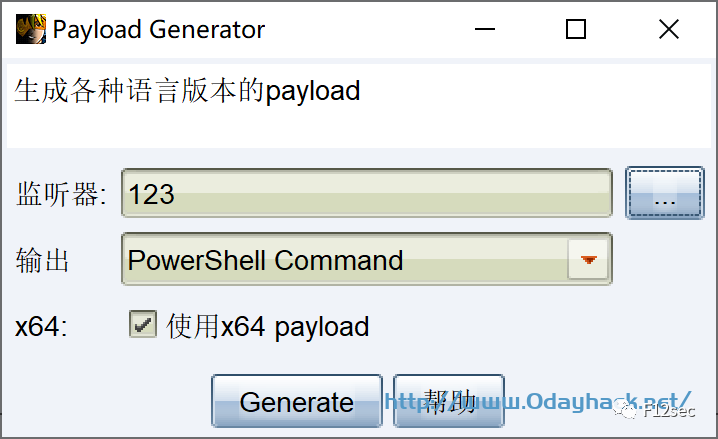 Payload Generator
生成各种语言版本的payload
监听器: 123 ...
输出 PowerShell Command
x64: 使用x64 payload
Generate 帮助
http://www.0dayhack.net/
F12sec